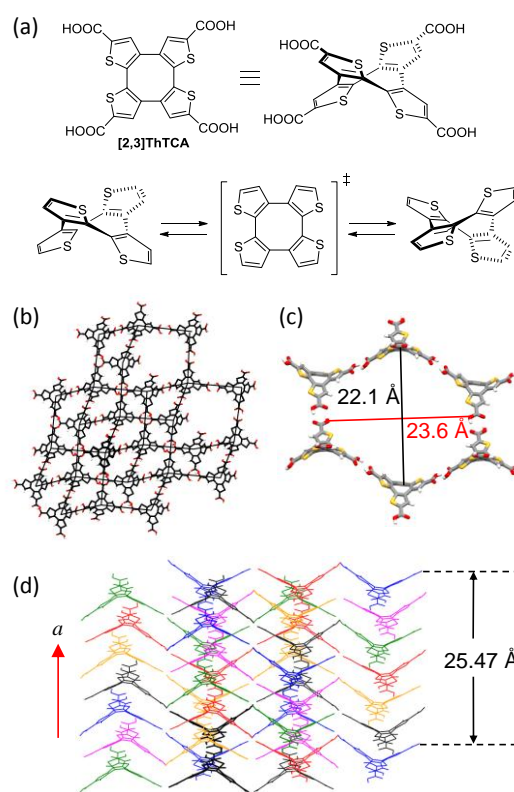 (a)
HOOC S S COOH
HOOC S S COOH
[2,3]ThTCA
HOOC S S COOH
HOOC S S COOH
S S S S
S S S S
‡
S S S S
(b)
(c)
22.1 Å
23.6 Å
(d)
a
25.47 Å